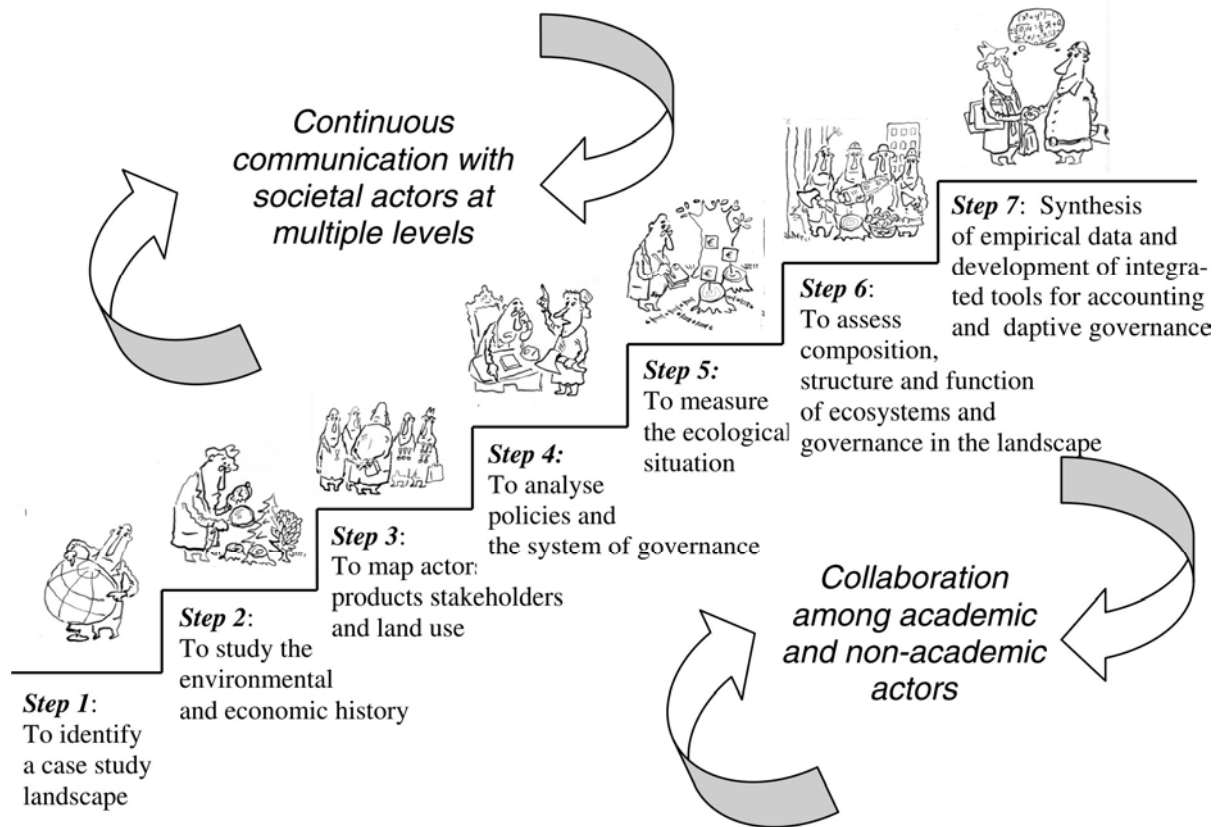 Continuous
communication with
societal actors at
multiple levels
Step 1:
To identify
a case study
landscape
Step 2:
To study the
environmental
and economic history
Step 3:
To map actor
products stakeholders
and land use
Step 4:
To analyse
policies and
the system of governance
Step 5:
To measure
the ecological
situation
Step 6:
To assess
composition,
structure and function
of ecosystems and
governance in the landscape
Step 7: Synthesis
of empirical data and
development of integra-
ted tools for accounting
and daptive governance
Collaboration
among academic
and non-academic
actors
€
€
€